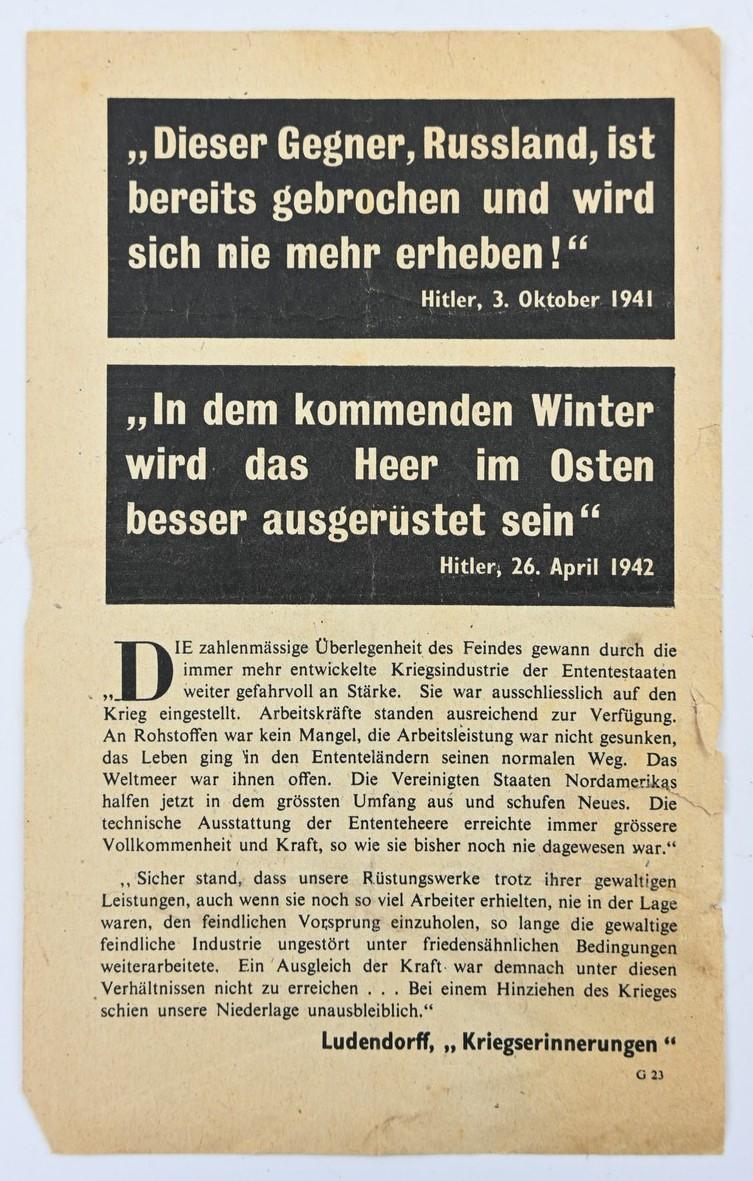 „Dieser Gegner, Russland, ist
bereits gebrochen und wird
sich nie mehr erheben!“
Hitler, 3. Oktober 1941
„In dem kommenden Winter
wird das Heer im Osten
besser ausgerüstet sein“
Hitler, 26. April 1942
„DIE zahlenmässige Überlegenheit des Feindes gewann durch die
immer mehr entwickelte Kriegsindustrie der Ententestaaten
weiter gefahrvoll an Stärke. Sie war ausschliesslich auf den
Krieg eingestellt. Arbeitskräfte standen ausreichend zur Verfügung.
An Rohstoffen war kein Mangel, die Arbeitsleistung war nicht gesunken,
das Leben ging in den Ententeländern seinen normalen Weg. Das
Weltmeer war ihnen offen. Die Vereinigten Staaten Nordamerikas
halfen jetzt in dem grössten Umfang aus und schufen Neues. Die
technische Ausstattung der Ententeheere erreichte immer grössere
Vollkommenheit und Kraft, so wie sie bisher noch nie dagewesen war.“
„Sicher stand, dass unsere Rüstungswerke trotz ihrer gewaltigen
Leistungen, auch wenn sie noch so viel Arbeiter erhielten, nie in der Lage
waren, den feindlichen Vorsprung einzuholen, so lange die gewaltige
feindliche Industrie ungestört unter friedensähnlichen Bedingungen
weiterarbeitete. Ein Ausgleich der Kraft war demnach unter diesen
Verhältnissen nicht zu erreichen . . . Bei einem Hinziehen des Krieges
schien unsere Niederlage unausbleiblich.“
Ludendorff, „Kriegserinnerungen“
G 23